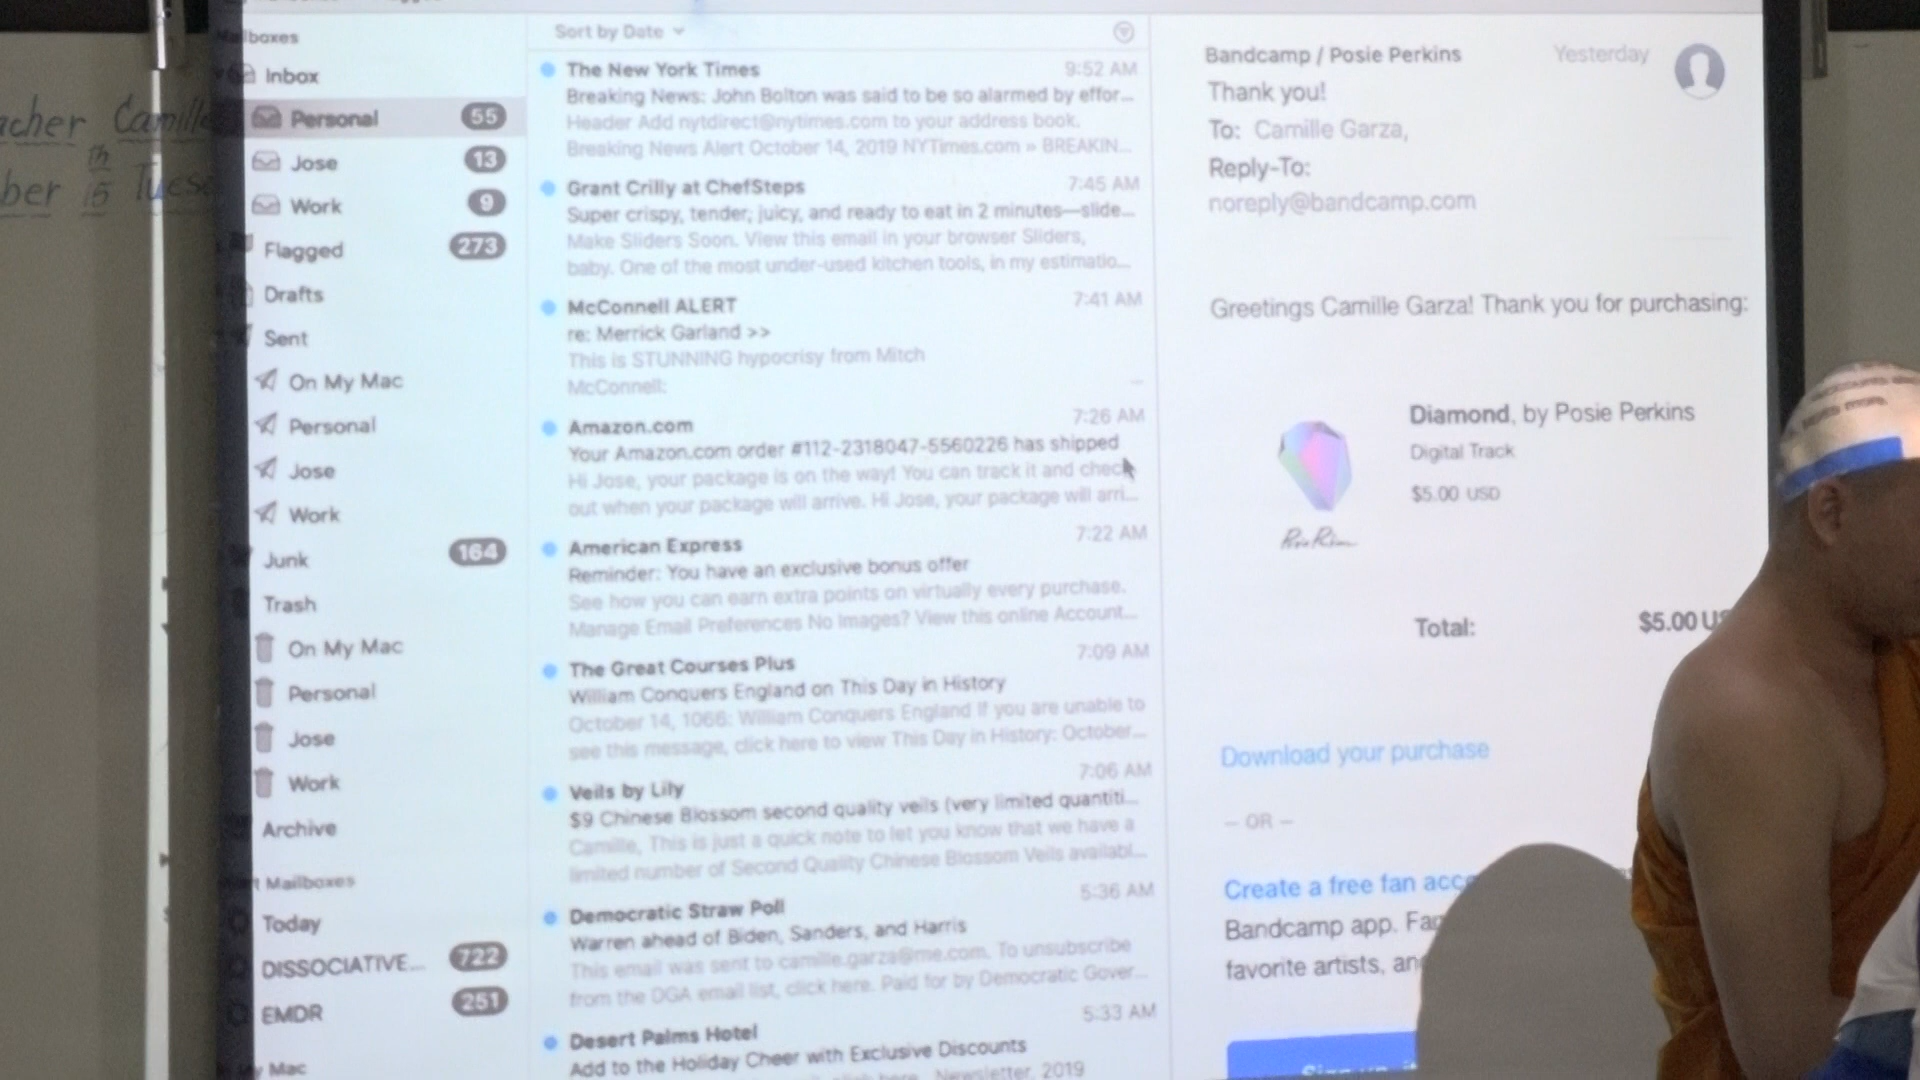 Mailboxes
Inbox
Personal 55
Jose 13
Work 9
Flagged 273
Drafts
Sent
On My Mac
Personal
Jose
Work
Junk 164
Trash
On My Mac
Personal
Jose
Work
Archive
Mailboxes
Today
DISSOCIATIVE... 722
EMDR 251
Mac
Sort by Date
The New York Times 9:52 AM
Breaking News: John Bolton was said to be so alarmed by effor...
Header Add nytdirect@nytimes.com to your address book.
Breaking News Alert October 14, 2019 NYTimes.com » BREAKIN...
Grant Crilly at ChefSteps 7:45 AM
Super crispy, tender, juicy, and ready to eat in 2 minutes—slide...
Make Sliders Soon. View this email in your browser Sliders,
baby. One of the most under-used kitchen tools, in my estimatio...
McConnell ALERT 7:41 AM
re: Merrick Garland >>
This is STUNNING hypocrisy from Mitch
McConnell:
Amazon.com 7:26 AM
Your Amazon.com order #112-2318047-5560226 has shipped
Hi Jose, your package is on the way! You can track it and check
out when your package will arrive. Hi Jose, your package will arri...
American Express 7:22 AM
Reminder: You have an exclusive bonus offer
See how you can earn extra points on virtually every purchase.
Manage Email Preferences No Images? View this online Account...
The Great Courses Plus 7:09 AM
William Conquers England on This Day in History
October 14, 1066: William Conquers England If you are unable to
see this message, click here to view This Day in History: October...
Veils by Lily 7:06 AM
$9 Chinese Blossom second quality veils (very limited quantiti...
Camille, This is just a quick note to let you know that we have a
limited number of Second Quality Chinese Blossom Veils availabl...
Democratic Straw Poll 5:36 AM
Warren ahead of Biden, Sanders, and Harris
This email was sent to camille.garza@me.com. To unsubscribe
from the DGA email list, click here. Paid for by Democratic Gover...
Desert Palms Hotel 5:33 AM
Add to the Holiday Cheer with Exclusive Discounts
click here. Newsletter, 2019
Bandcamp / Posie Perkins Yesterday
Thank you!
To: Camille Garza,
Reply-To:
noreply@bandcamp.com
Greetings Camille Garza! Thank you for purchasing:
Diamond, by Posie Perkins
Digital Track
$5.00 USD
Total: $5.00 US
Download your purchase
– OR –
Create a free fan acc
Bandcamp app.
favorite artists,
acher Camille
ber 15th Tues